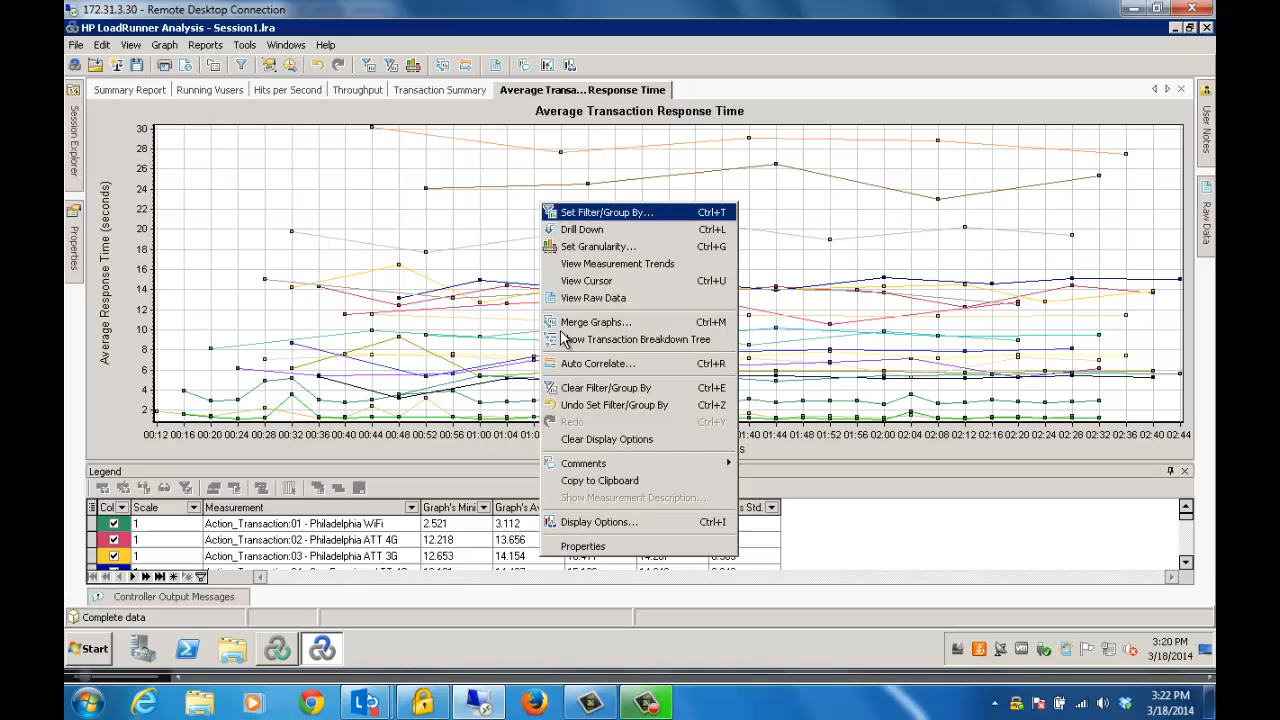 172.31.3.30 - Remote Desktop Connection
HP LoadRunner Analysis - Session1.lra
File Edit View Graph Reports Tools Windows Help
Summary Report Running Vusers Hits per Second Throughput Transaction Summary Average Transa... Response Time
Average Transaction Response Time
Session Explorer
Properties
User Notes
Raw Data
Average Response Time (seconds)
30
28
26
24
22
20
18
16
14
12
10
8
6
4
2
00:12 00:16 00:20 00:24 00:28 00:32 00:36 00:40 00:44 00:48 00:52 00:56 01:00 01:04
01:40 01:44 01:48 01:52 01:56 02:00 02:04 02:08 02:12 02:16 02:20 02:24 02:28 02:32 02:36 02:40 02:44
Set Filter/Group By... Ctrl+T
Drill Down Ctrl+L
Set Granularity... Ctrl+G
View Measurement Trends
View Cursor Ctrl+U
View Raw Data
Merge Graphs... Ctrl+M
Transaction Breakdown Tree
Auto Correlate... Ctrl+R
Clear Filter/Group By Ctrl+E
Undo Set Filter/Group By Ctrl+Z
Redo Ctrl+Y
Clear Display Options
Comments
Copy to Clipboard
Show Measurement Description...
Display Options... Ctrl+I
Properties
Legend
Col Scale Measurement Graph's Mini Graph's A Std.
1 Action_Transaction:01 - Philadelphia WiFi 2.521 3.112
1 Action_Transaction:02 - Philadelphia ATT 4G 12.218 13.656
1 Action_Transaction:03 - Philadelphia ATT 3G 12.653 14.154
Controller Output Messages
Complete data
Start
3:20 PM
3/18/2014
3:22 PM
3/18/2014